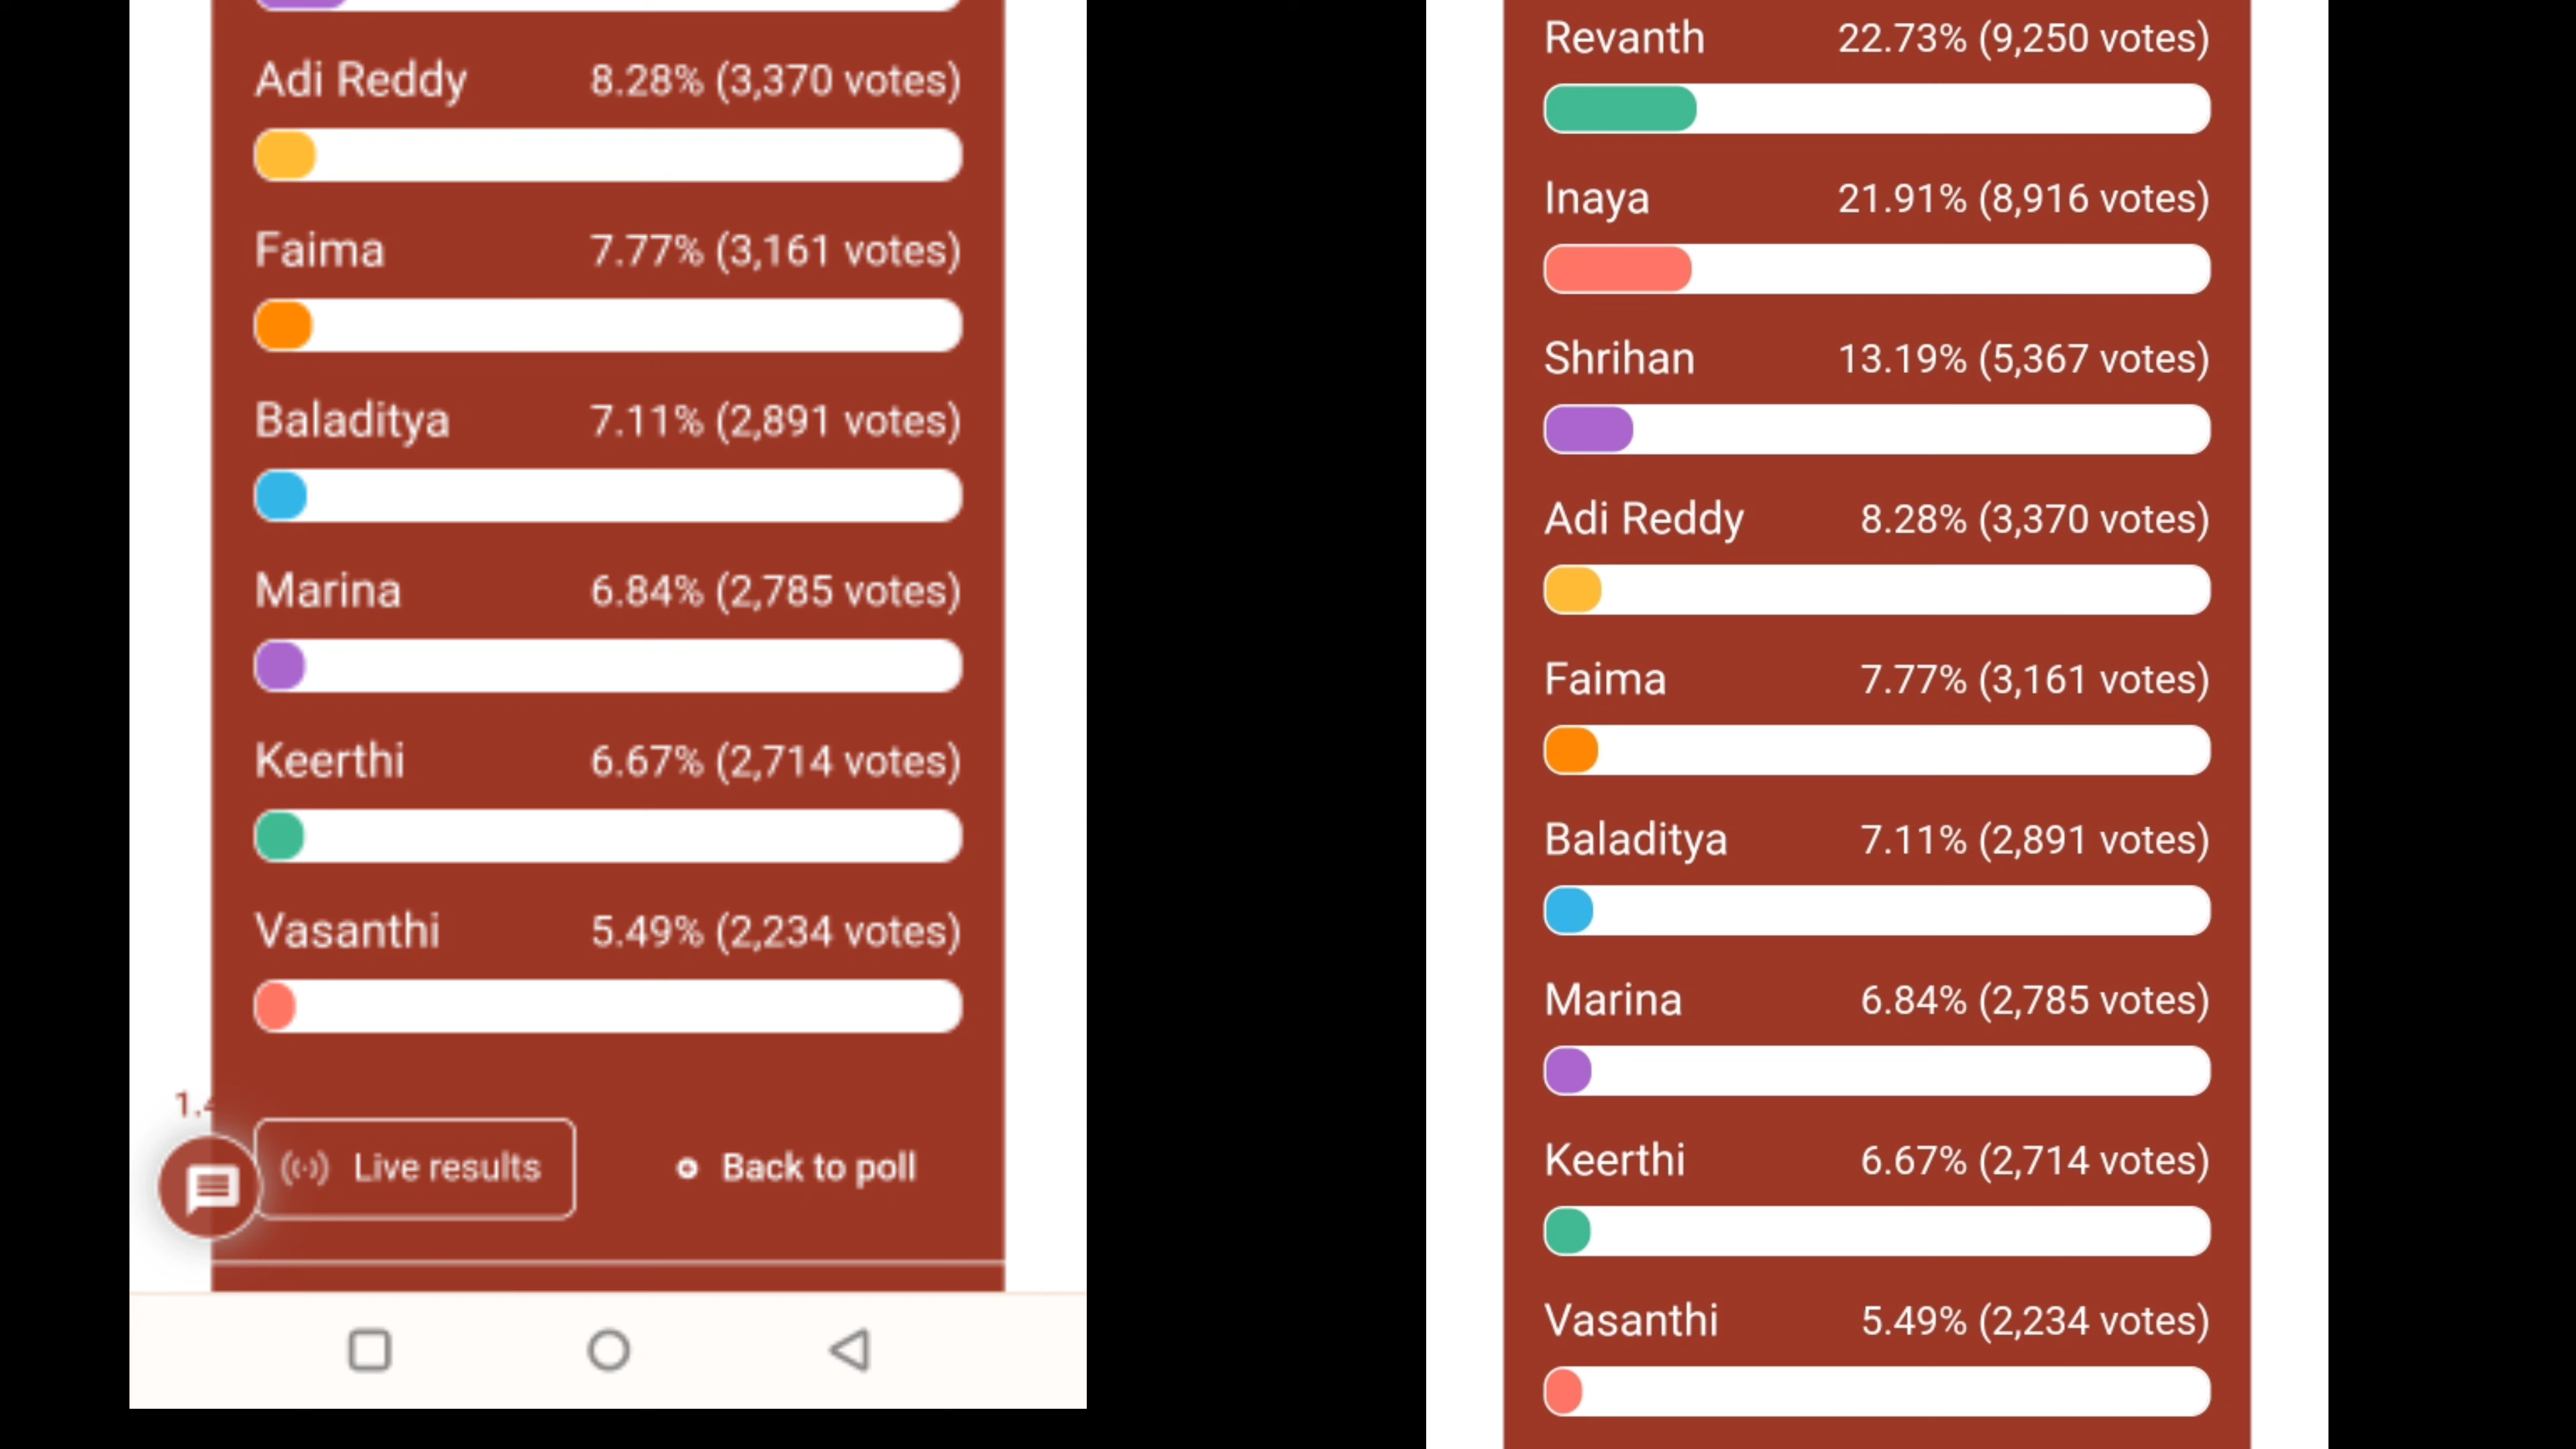 Adi Reddy 8.28% (3,370 votes)
Faima 7.77% (3,161 votes)
Baladitya 7.11% (2,891 votes)
Marina 6.84% (2,785 votes)
Keerthi 6.67% (2,714 votes)
Vasanthi 5.49% (2,234 votes)
Live results Back to poll
Revanth 22.73% (9,250 votes)
Inaya 21.91% (8,916 votes)
Shrihan 13.19% (5,367 votes)
Adi Reddy 8.28% (3,370 votes)
Faima 7.77% (3,161 votes)
Baladitya 7.11% (2,891 votes)
Marina 6.84% (2,785 votes)
Keerthi 6.67% (2,714 votes)
Vasanthi 5.49% (2,234 votes)